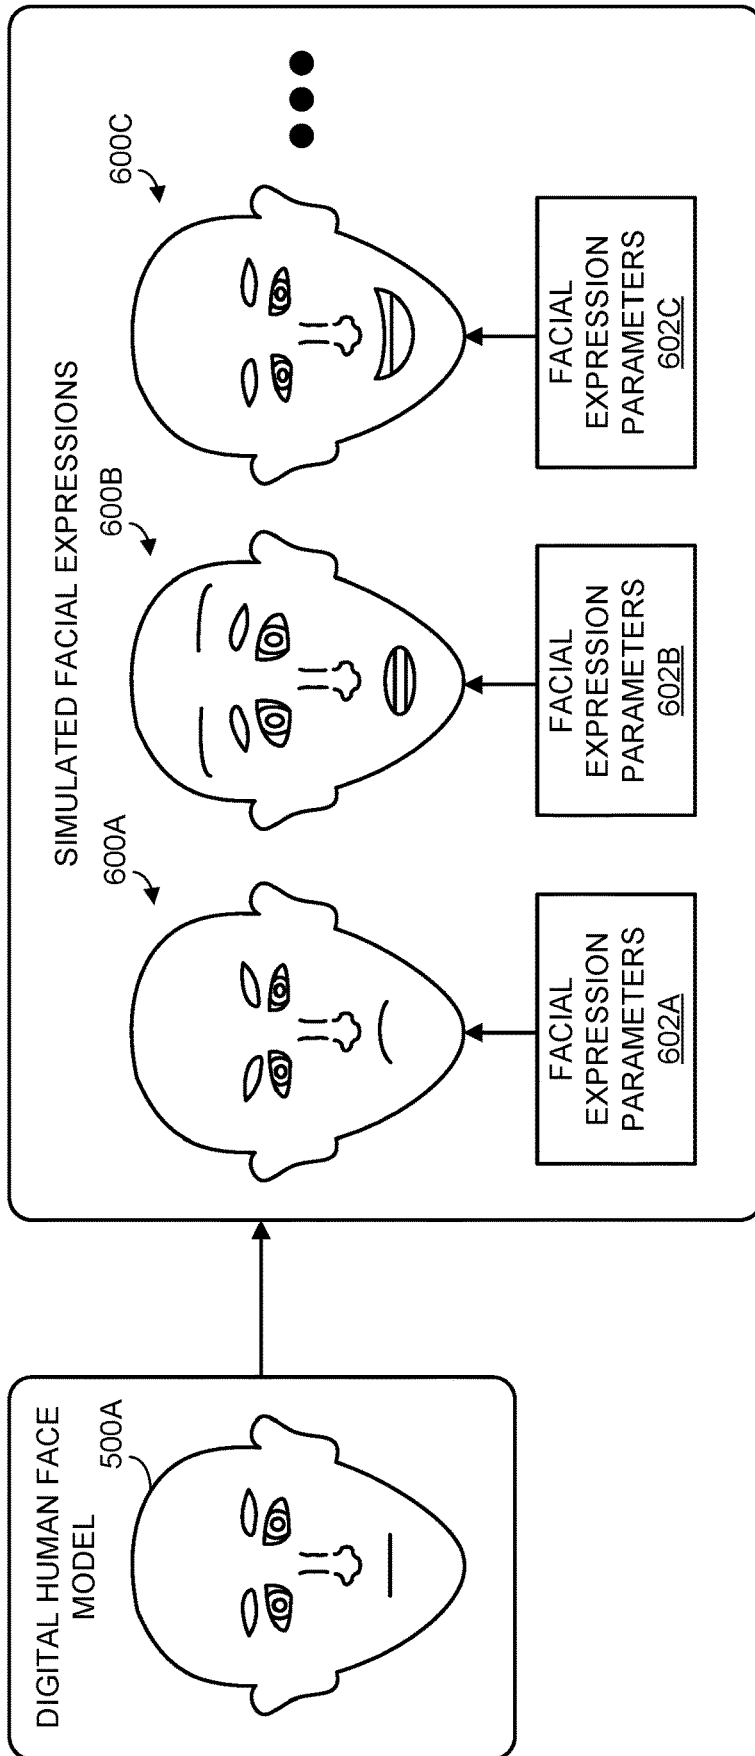 DIGITAL HUMAN FACE
MODEL
500A
SIMULATED FACIAL EXPRESSIONS
600A
600B
600C
FACIAL
EXPRESSION
PARAMETERS
602A
FACIAL
EXPRESSION
PARAMETERS
602B
FACIAL
EXPRESSION
PARAMETERS
602C